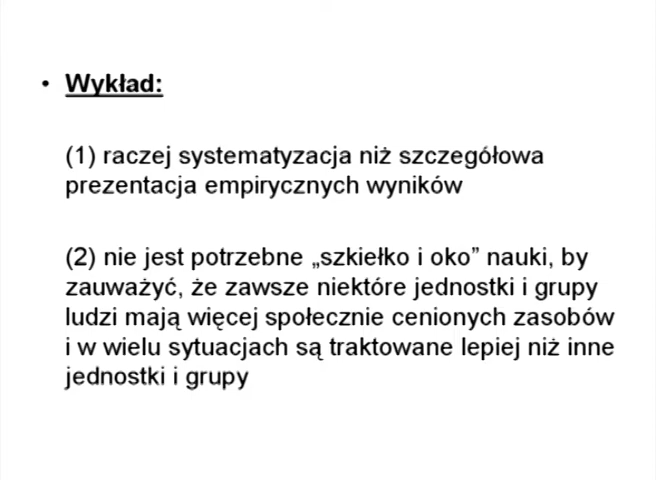 • Wykład:
(1) raczej systematyzacja niż szczegółowa
prezentacja empirycznych wyników
(2) nie jest potrzebne „szkiełko i oko” nauki, by
zauważyć, że zawsze niektóre jednostki i grupy
ludzi mają więcej społecznie cenionych zasobów
i w wielu sytuacjach są traktowane lepiej niż inne
jednostki i grupy